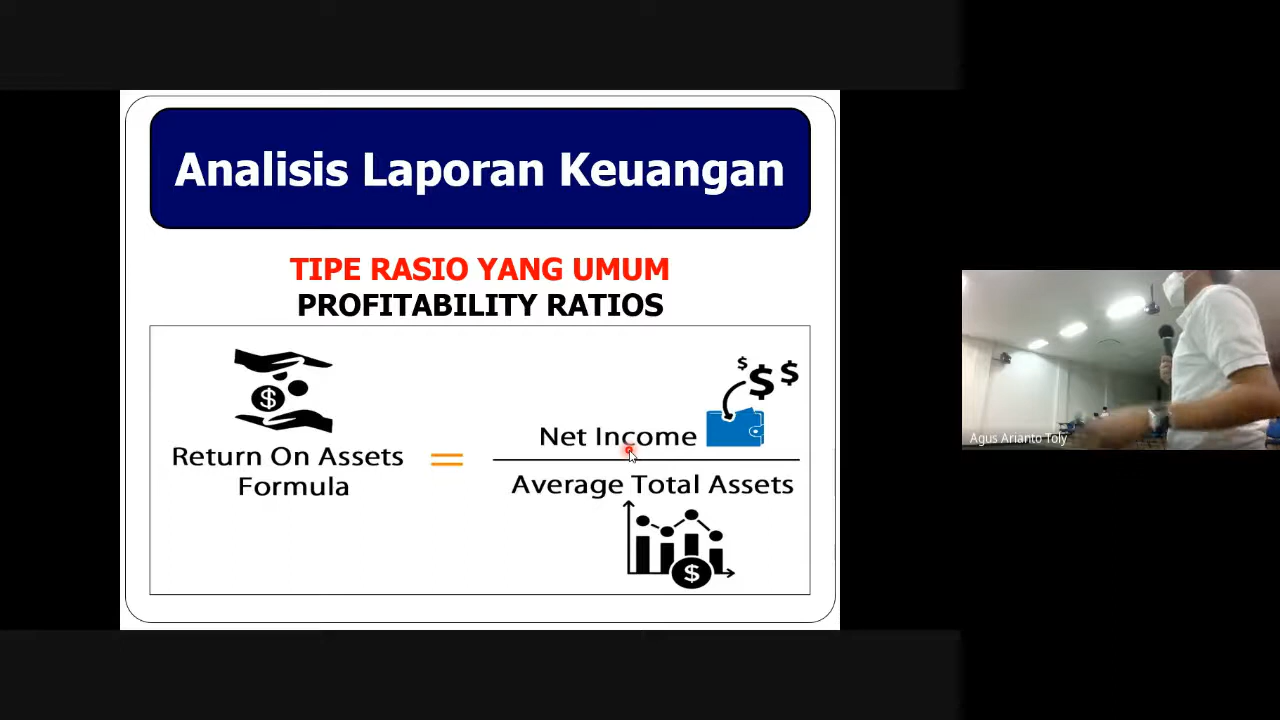 Analisis Laporan Keuangan
TIPE RASIO YANG UMUM
PROFITABILITY RATIOS
$ $ $
$
Net Income
Return On Assets
Formula
=
Average Total Assets
$
Agus Arianto Toly